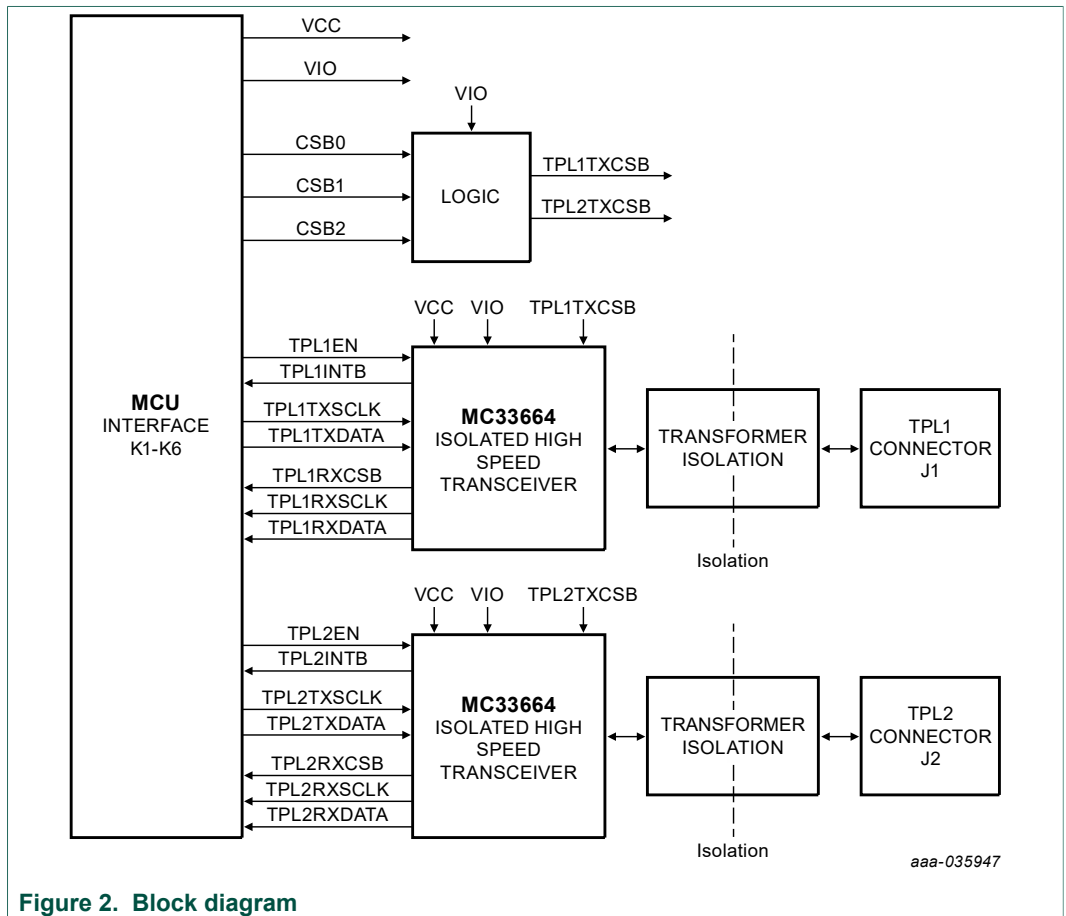 VCC
VIO
VIO
CSB0
CSB1
CSB2
LOGIC
TPL1TXCSB
TPL2TXCSB
MCU
INTERFACE
K1-K6
VCC VIO TPL1TXCSB
TPL1EN
TPL1INTB
TPL1TXSCLK
TPL1TXDATA
TPL1RXCSB
TPL1RXSCLK
TPL1RXDATA
MC33664
ISOLATED HIGH
SPEED
TRANSCEIVER
TRANSFORMER
ISOLATION
TPL1
CONNECTOR
J1
Isolation
VCC VIO TPL2TXCSB
TPL2EN
TPL2INTB
TPL2TXSCLK
TPL2TXDATA
TPL2RXCSB
TPL2RXSCLK
TPL2RXDATA
MC33664
ISOLATED HIGH
SPEED
TRANSCEIVER
TRANSFORMER
ISOLATION
TPL2
CONNECTOR
J2
Isolation
aaa-035947
Figure 2. Block diagram